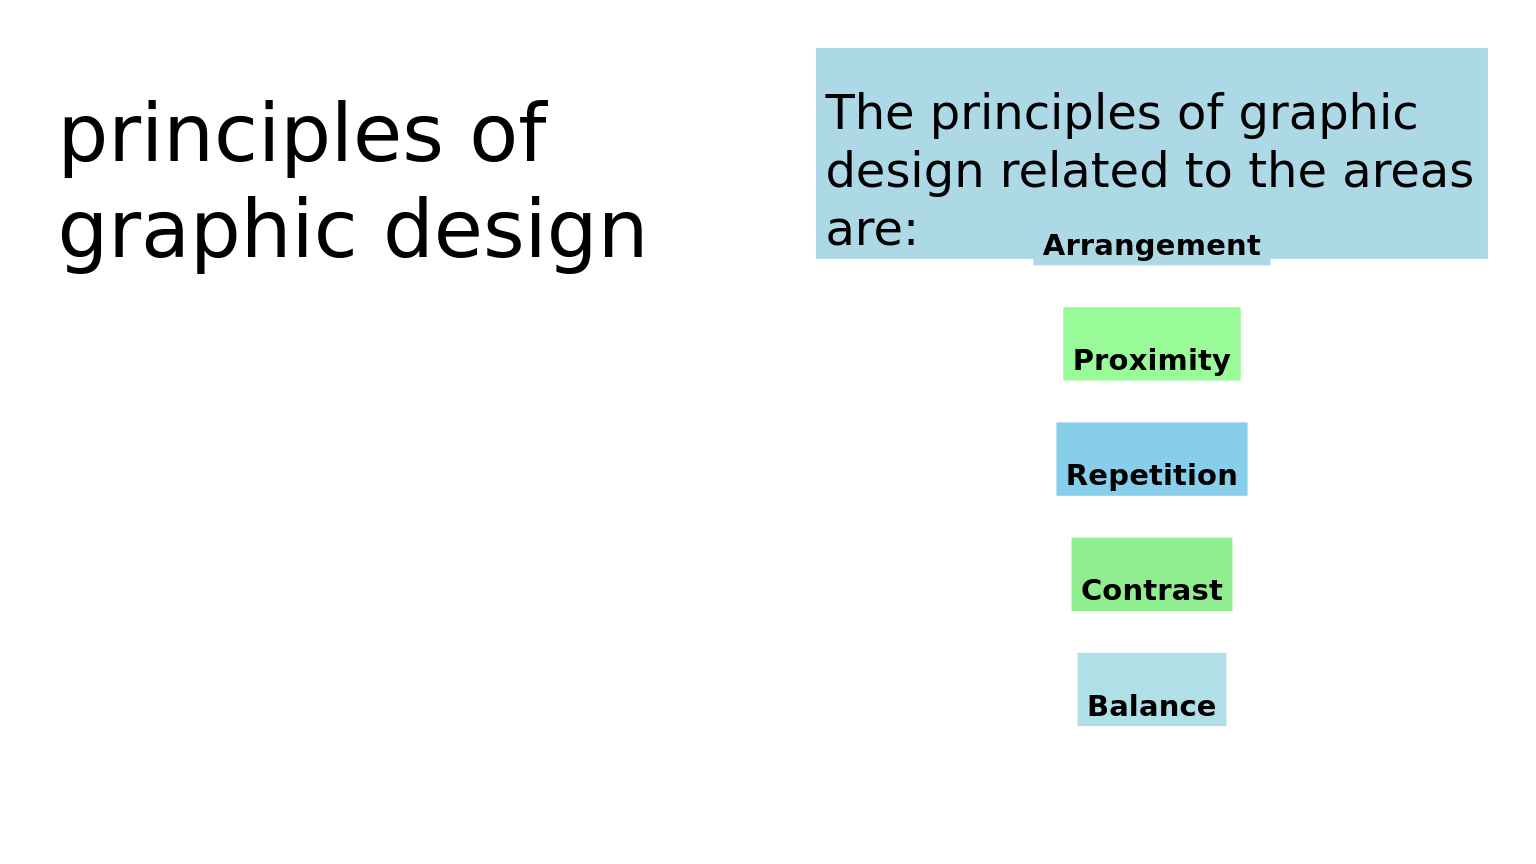 principles of
graphic design
The principles of graphic
design related to the areas
are:
Arrangement
Proximity
Repetition
Contrast
Balance